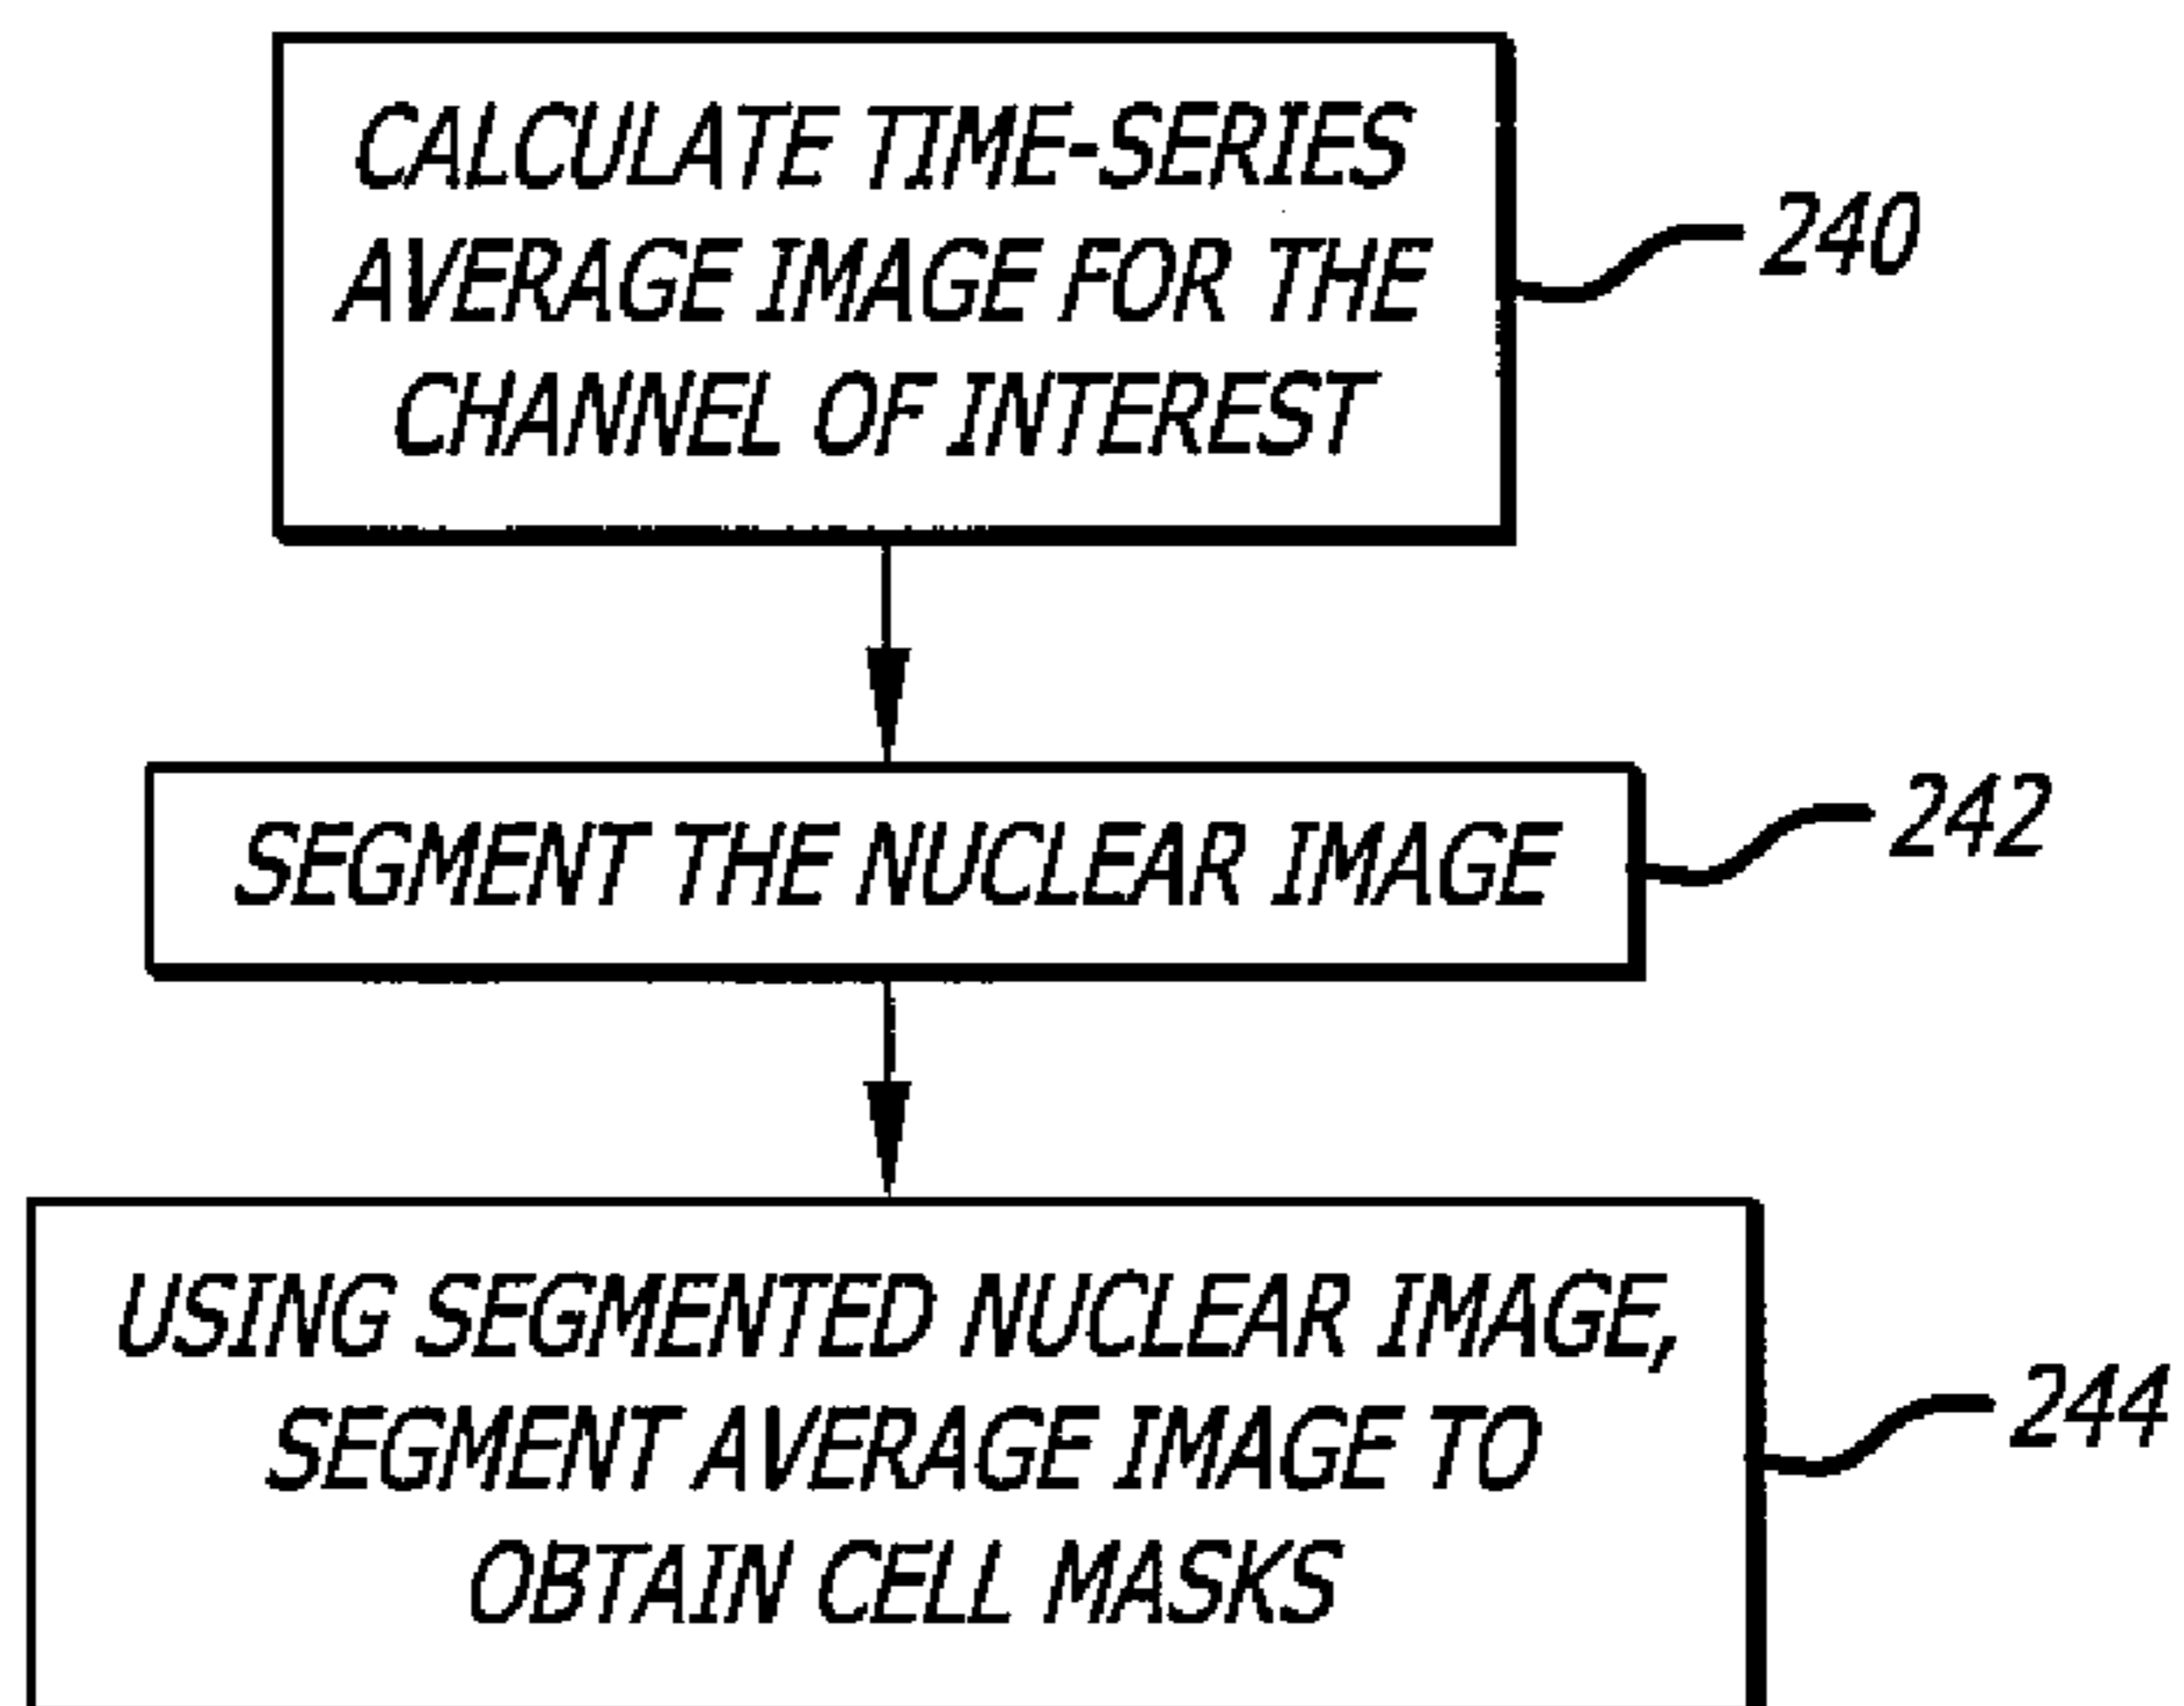 CALCULATE TIME-SERIES
AVERAGE IMAGE FOR THE
CHANNEL OF INTEREST
240
SEGMENT THE NUCLEAR IMAGE
242
USING SEGMENTED NUCLEAR IMAGE,
SEGMENT AVERAGE IMAGE TO
OBTAIN CELL MASKS
244